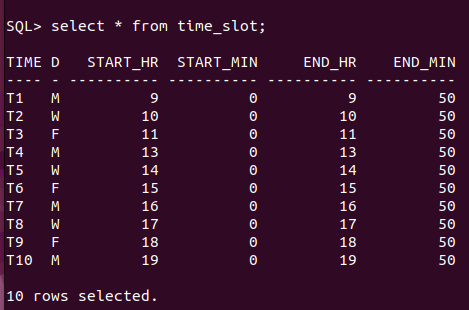 SQL> select * from time_slot;
TIME D   START_HR  START_MIN     END_HR    END_MIN
---- - ---------- ---------- ---------- ----------
T1   M          9          0          9         50
T2   W         10          0         10         50
T3   F         11          0         11         50
T4   M         13          0         13         50
T5   W         14          0         14         50
T6   F         15          0         15         50
T7   M         16          0         16         50
T8   W         17          0         17         50
T9   F         18          0         18         50
T10  M         19          0         19         50
10 rows selected.